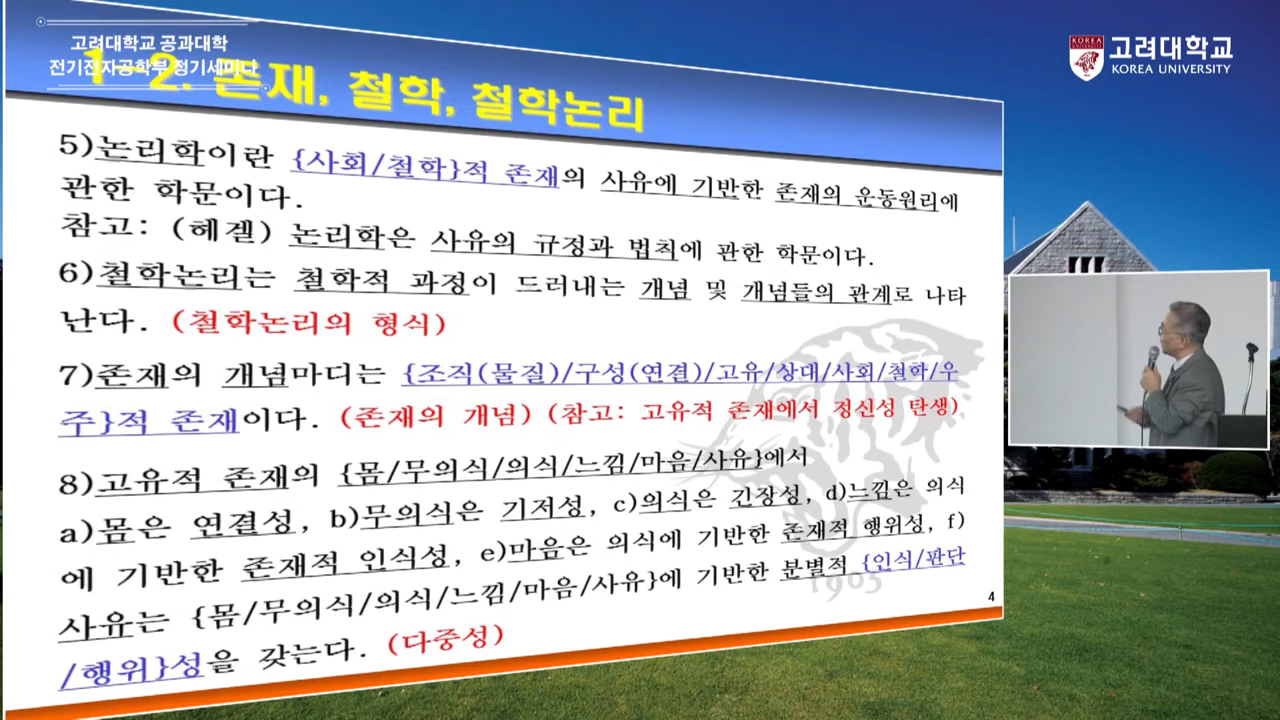 고려대학교 공과대학
전기전자공학부 정기세미나
고려대학교
KOREA UNIVERSITY
1-2. 존재, 철학, 철학논리
5)논리학이란 {사회/철학}적 존재의 사유에 기반한 존재의 운동원리에
관한 학문이다.
참고: (헤겔) 논리학은 사유의 규정과 법칙에 관한 학문이다.
6)철학논리는 철학적 과정이 드러내는 개념 및 개념들의 관계로 나타
난다. (철학논리의 형식)
7)존재의 개념마디는 {조직(물질)/구성(연결)/고유/상대/사회/철학/우
주}적 존재이다. (존재의 개념) (참고: 고유적 존재에서 정신성 탄생)
8)고유적 존재의 {몸/무의식/의식/느낌/마음/사유}에서
a)몸은 연결성, b)무의식은 기저성, c)의식은 긴장성, d)느낌은 의식
에 기반한 존재적 인식성, e)마음은 의식에 기반한 존재적 행위성, f)
사유는 {몸/무의식/의식/느낌/마음/사유}에 기반한 분별적 {인식/판단
/행위}성을 갖는다. (다중성)
1905
4